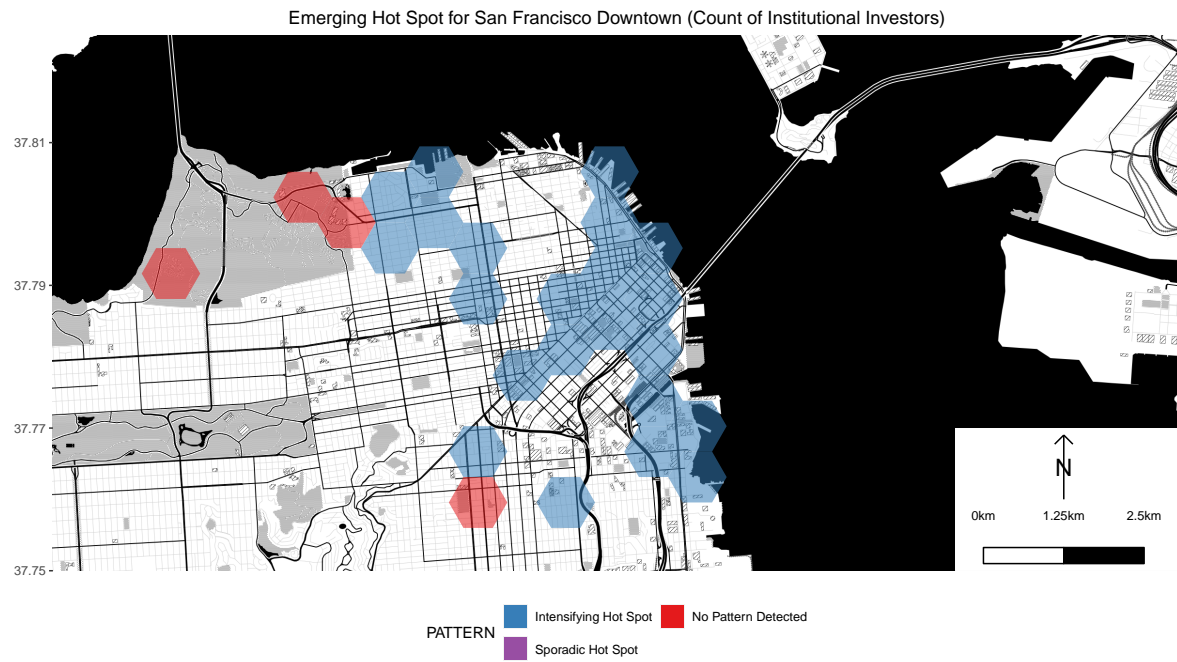 Emerging Hot Spot for San Francisco Downtown (Count of Institutional Investors)
37.81
37.79
37.77
37.75
N
0km 1.25km 2.5km
PATTERN
Intensifying Hot Spot No Pattern Detected
Sporadic Hot Spot